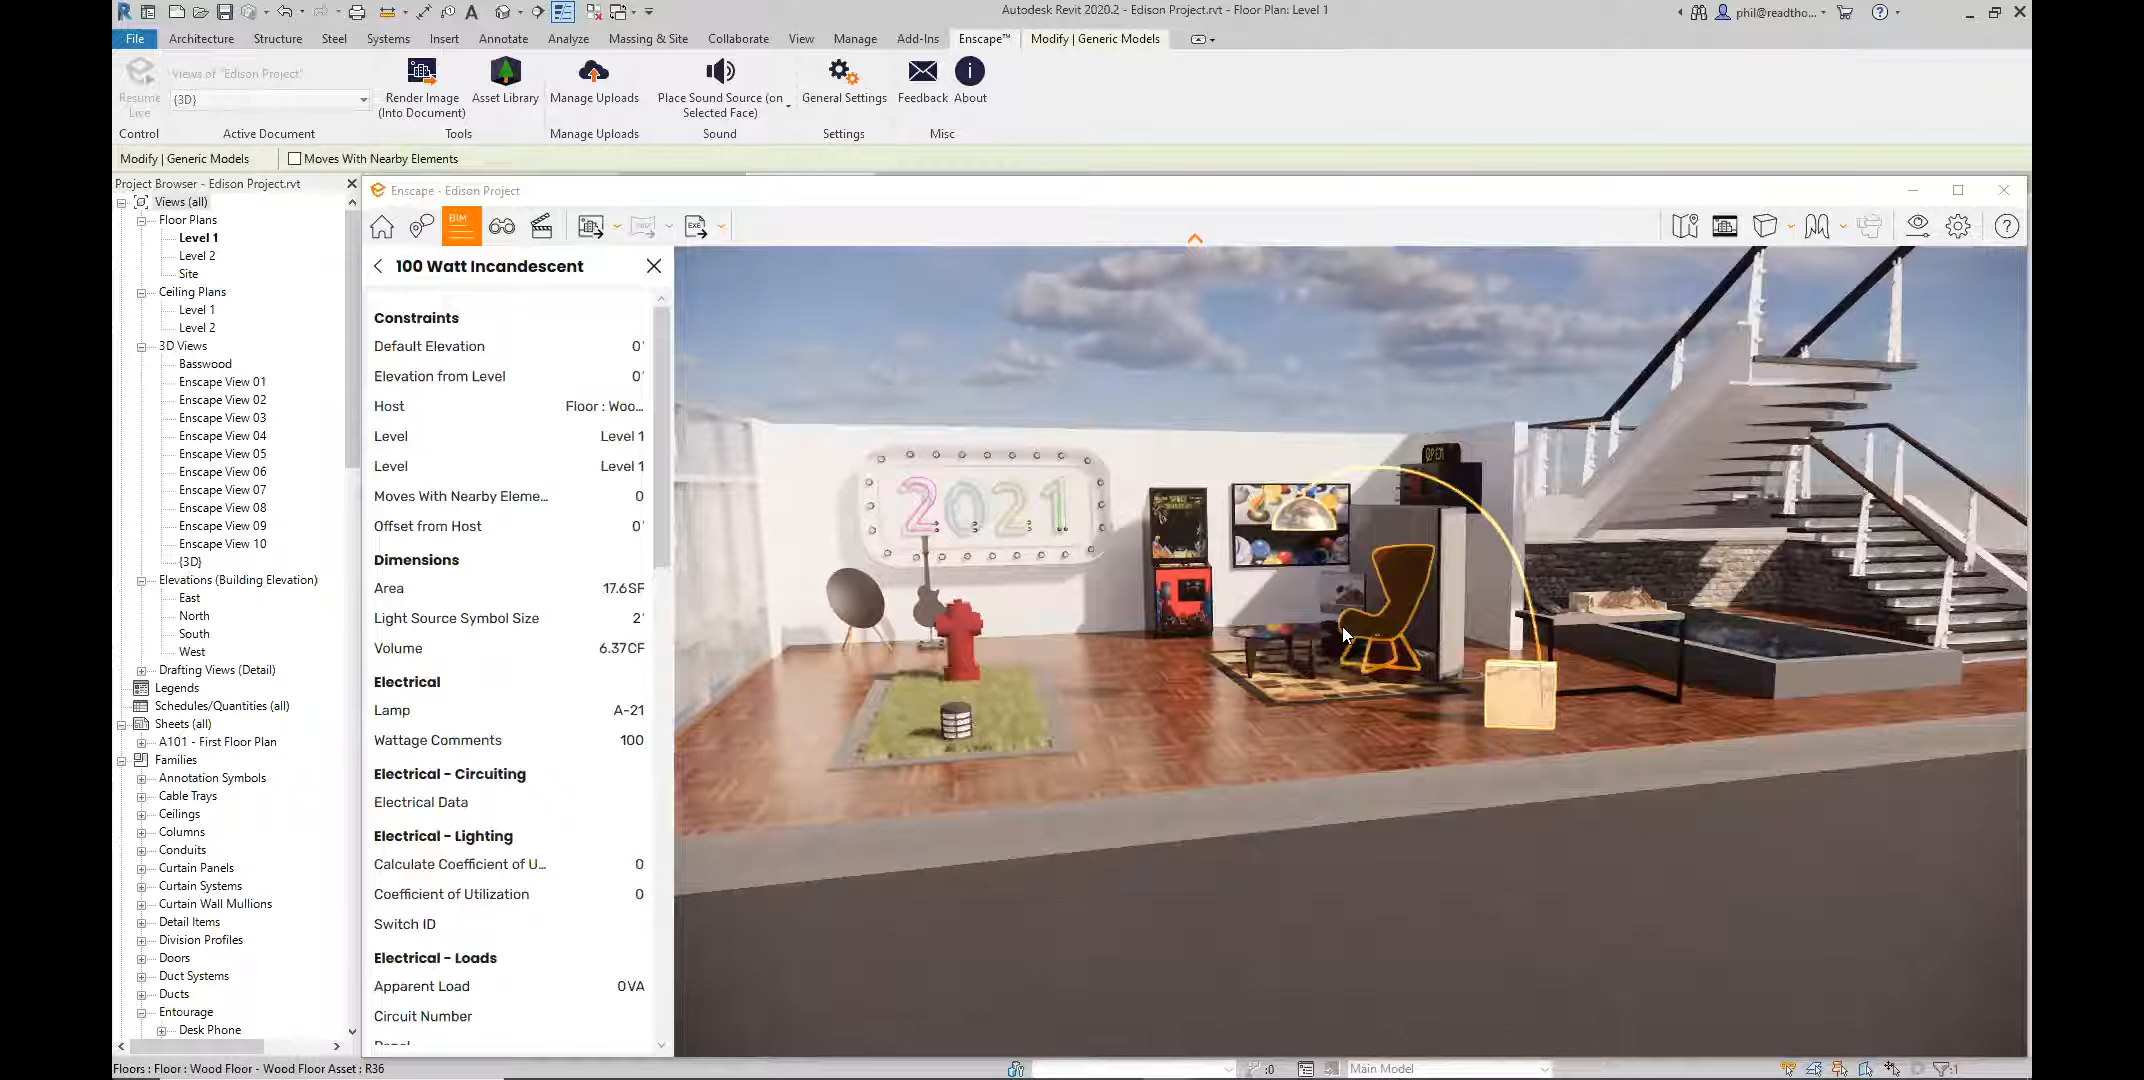 Autodesk Revit 2020.2 - Edison Project.rvt - Floor Plan: Level 1
phil@readtho...
File Architecture Structure Steel Systems Insert Annotate Analyze Massing & Site Collaborate View Manage Add-Ins Enscape™ Modify | Generic Models
Resume Live
Views of "Edison Project"
{3D}
Render Image (Into Document)
Asset Library
Manage Uploads
Place Sound Source (on Selected Face)
General Settings
Feedback
About
Control Active Document Tools Manage Uploads Sound Settings Misc
Modify | Generic Models
Moves With Nearby Elements
Project Browser - Edison Project.rvt
Views (all)
Floor Plans
Level 1
Level 2
Site
Ceiling Plans
Level 1
Level 2
3D Views
Basswood
Enscape View 01
Enscape View 02
Enscape View 03
Enscape View 04
Enscape View 05
Enscape View 06
Enscape View 07
Enscape View 08
Enscape View 09
Enscape View 10
{3D}
Elevations (Building Elevation)
East
North
South
West
Drafting Views (Detail)
Legends
Schedules/Quantities (all)
Sheets (all)
A101 - First Floor Plan
Families
Annotation Symbols
Cable Trays
Ceilings
Columns
Conduits
Curtain Panels
Curtain Systems
Curtain Wall Mullions
Detail Items
Division Profiles
Doors
Duct Systems
Ducts
Entourage
Desk Phone
Enscape - Edison Project
BIM
EXE
100 Watt Incandescent
Constraints
Default Elevation 0'
Elevation from Level 0'
Host Floor : Woo...
Level Level 1
Level Level 1
Moves With Nearby Eleme... 0
Offset from Host 0'
Dimensions
Area 17.6SF
Light Source Symbol Size 2'
Volume 6.37CF
Electrical
Lamp A-21
Wattage Comments 100
Electrical - Circuiting
Electrical Data
Electrical - Lighting
Calculate Coefficient of U... 0
Coefficient of Utilization 0
Switch ID
Electrical - Loads
Apparent Load 0VA
Circuit Number
Panel
2021
OPEN
Floors : Floor : Wood Floor - Wood Floor Asset : R36
:0
Main Model
:1